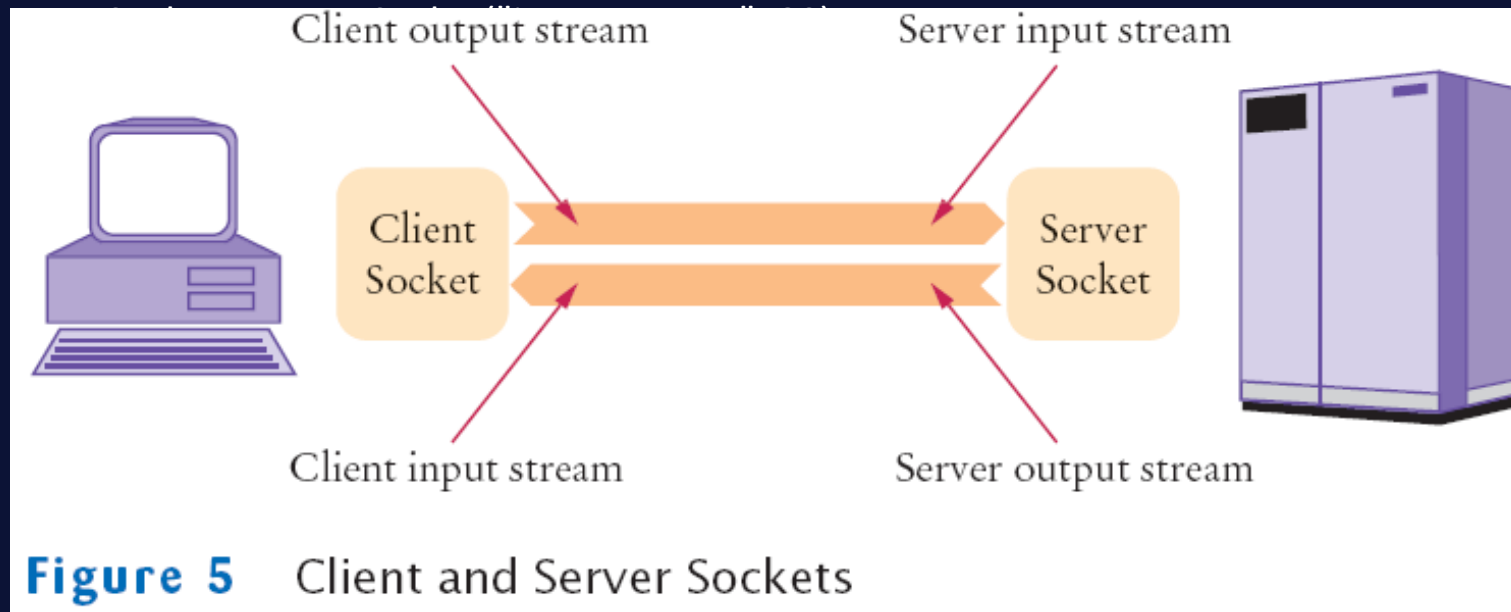 Client output stream
Server input stream
Client
Socket
Server
Socket
Client input stream
Server output stream
Figure 5 Client and Server Sockets